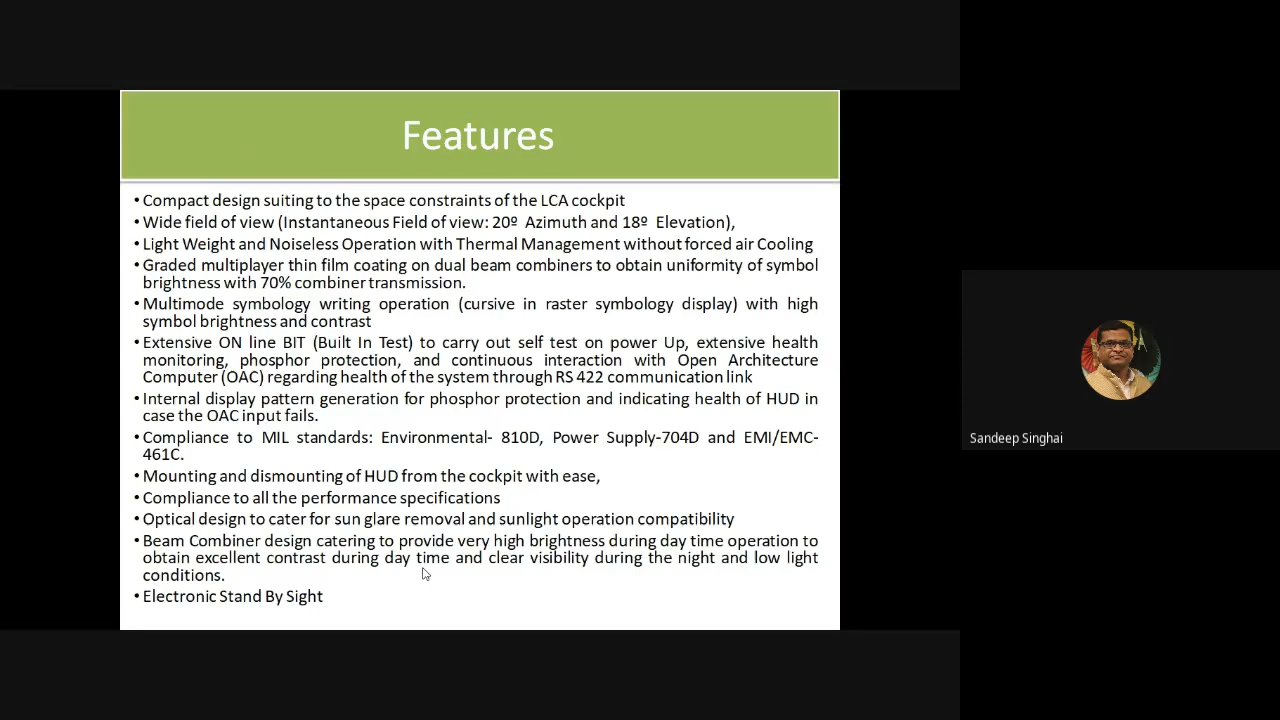 Features
• Compact design suiting to the space constraints of the LCA cockpit
• Wide field of view (Instantaneous Field of view: 20º Azimuth and 18º Elevation),
• Light Weight and Noiseless Operation with Thermal Management without forced air Cooling
• Graded multiplayer thin film coating on dual beam combiners to obtain uniformity of symbol
brightness with 70% combiner transmission.
• Multimode symbology writing operation (cursive in raster symbology display) with high
symbol brightness and contrast
• Extensive ON line BIT (Built In Test) to carry out self test on power Up, extensive health
monitoring, phosphor protection, and continuous interaction with Open Architecture
Computer (OAC) regarding health of the system through RS 422 communication link
• Internal display pattern generation for phosphor protection and indicating health of HUD in
case the OAC input fails.
• Compliance to MIL standards: Environmental- 810D, Power Supply-704D and EMI/EMC-
461C.
• Mounting and dismounting of HUD from the cockpit with ease,
• Compliance to all the performance specifications
• Optical design to cater for sun glare removal and sunlight operation compatibility
• Beam Combiner design catering to provide very high brightness during day time operation to
obtain excellent contrast during day time and clear visibility during the night and low light
conditions.
• Electronic Stand By Sight
Sandeep Singhai